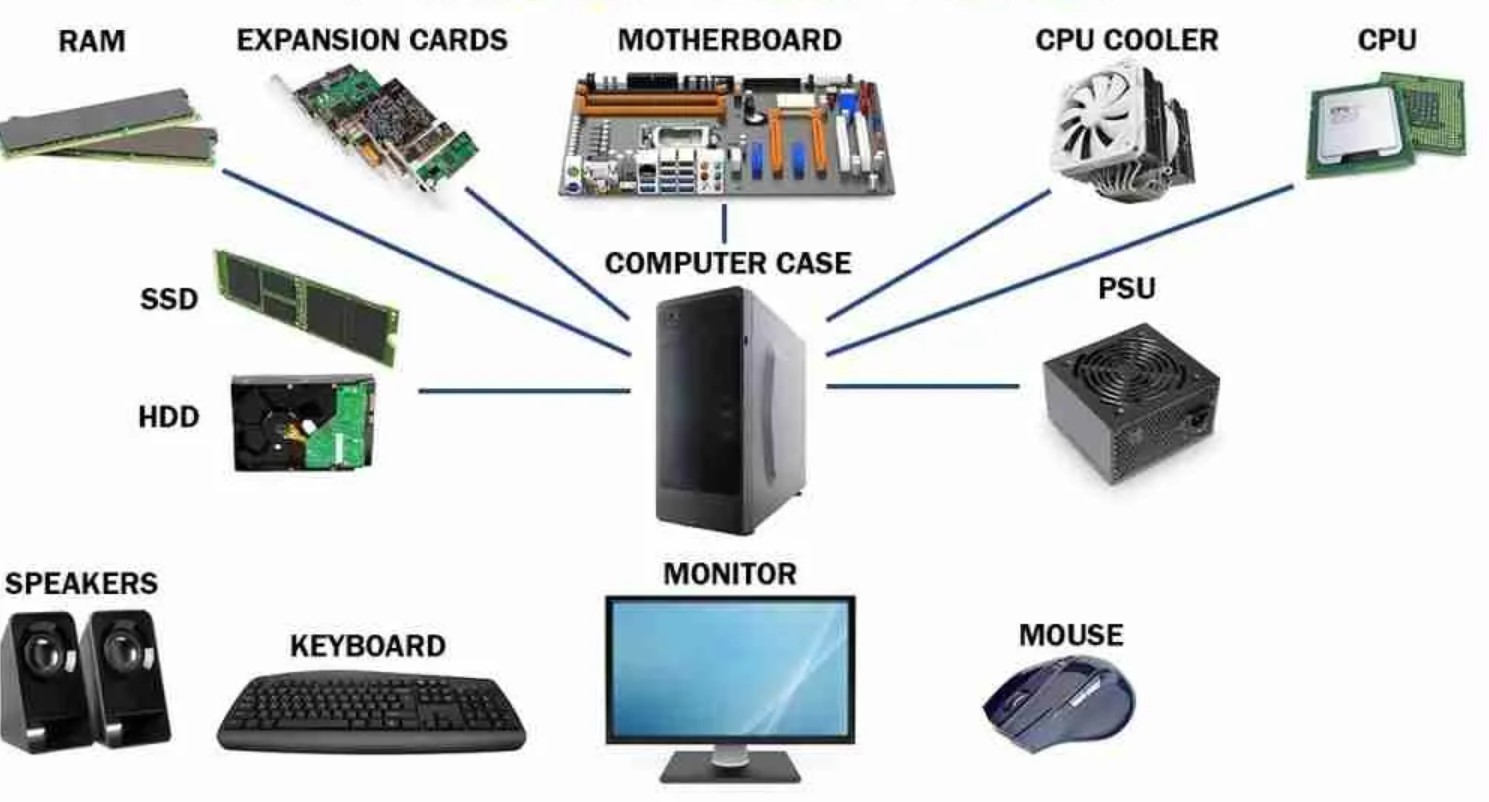 RAM
EXPANSION CARDS
MOTHERBOARD
CPU COOLER
CPU
COMPUTER CASE
SSD
PSU
HDD
SPEAKERS
MONITOR
KEYBOARD
MOUSE